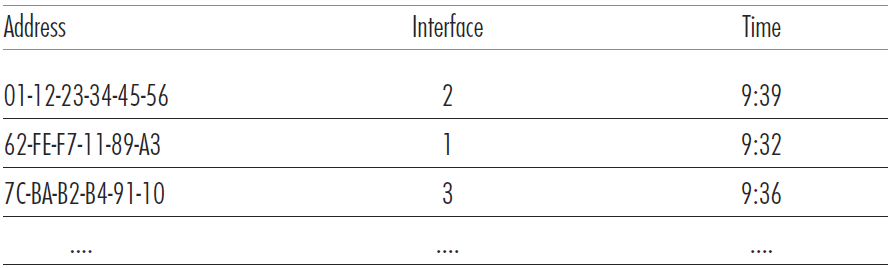 Address Interface Time
01-12-23-34-45-56 2 9:39
62-FE-F7-11-89-A3 1 9:32
7C-BA-B2-B4-91-10 3 9:36
.... .... ....